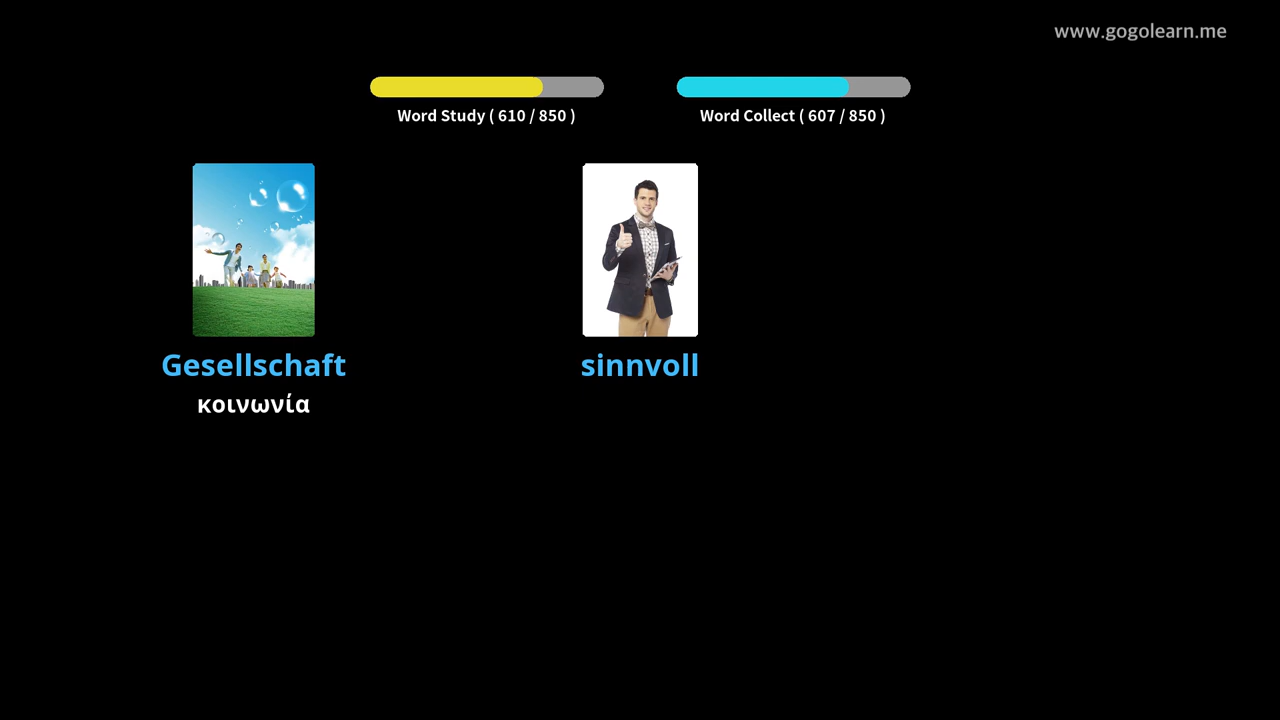 www.gogolearn.me
Word Study ( 610 / 850 )
Word Collect ( 607 / 850 )
Gesellschaft
κοινωνία
sinnvoll